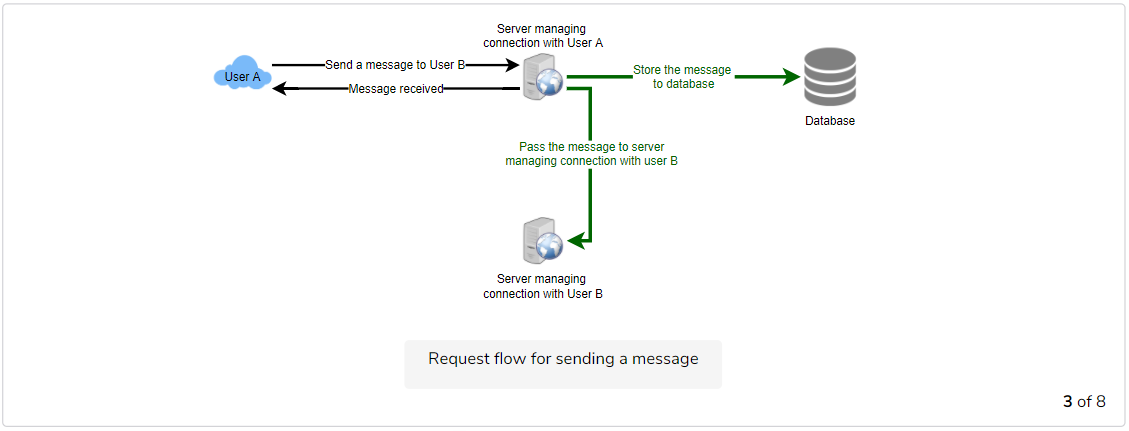 Server managing
connection with User A
User A
Send a message to User B
Message received
Store the message
to database
Database
Pass the message to server
managing connection with user B
Server managing
connection with User B
Request flow for sending a message
3 of 8